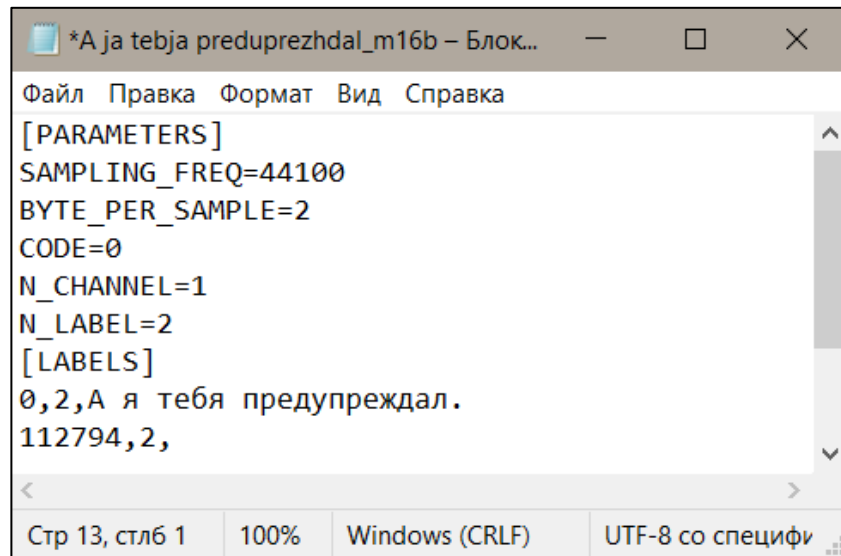 *A ja tebja preduprezhdal_m16b – Блок...
Файл Правка Формат Вид Справка
[PARAMETERS]
SAMPLING_FREQ=44100
BYTE_PER_SAMPLE=2
CODE=0
N_CHANNEL=1
N_LABEL=2
[LABELS]
0,2,А я тебя предупреждал.
112794,2,
Стр 13, стлб 1 100% Windows (CRLF) UTF-8 со специфи